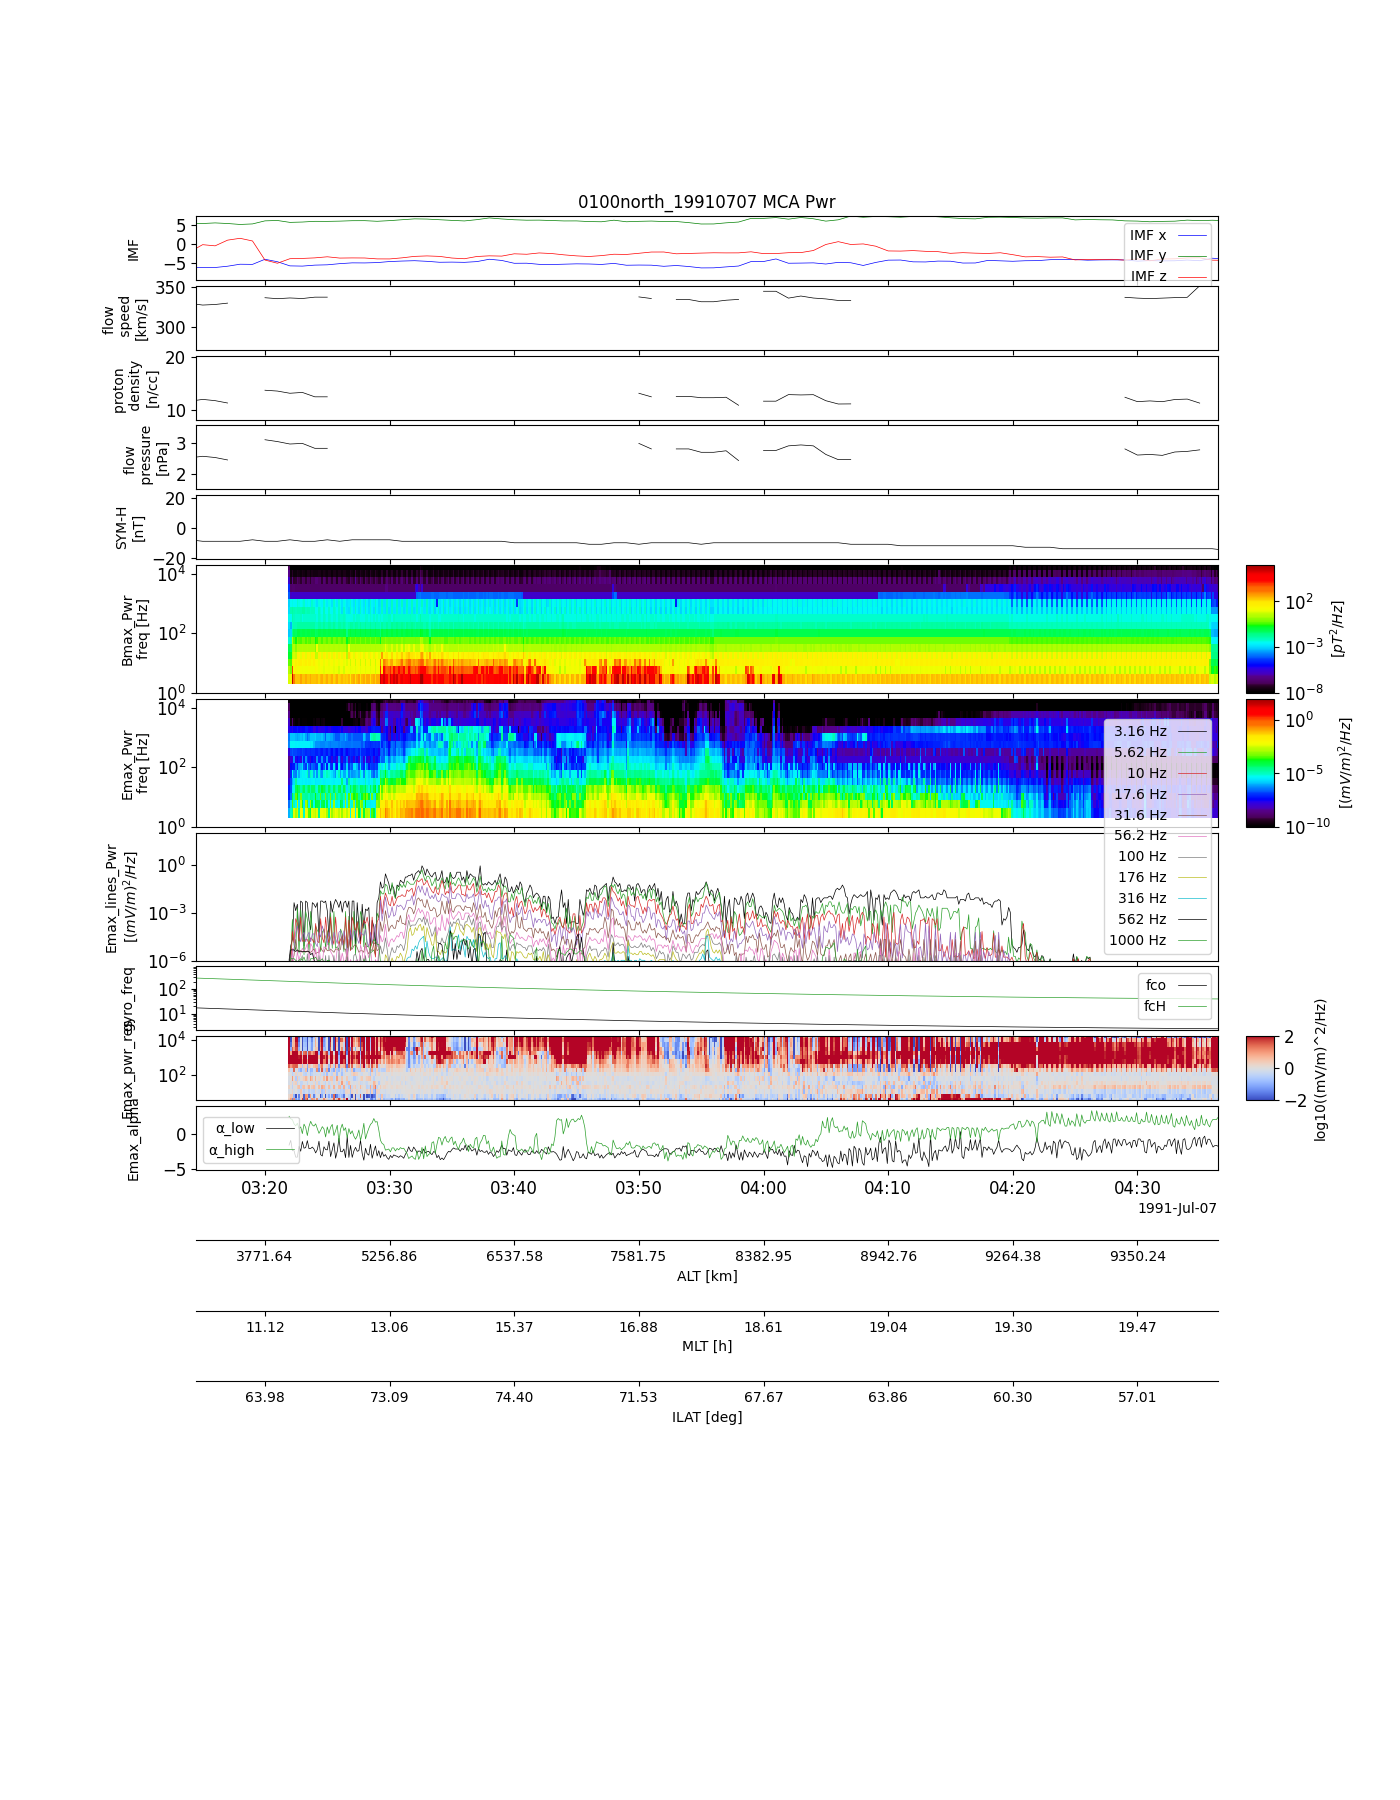 0100north_19910707 MCA Pwr
5
0
−5
IMF
IMF x
IMF y
IMF z
350
300
flow
speed
[km/s]
20
10
proton
density
[n/cc]
3
2
flow
pressure
[nPa]
20
0
−20
SYM-H
[nT]
10^4
10^2
10^0
Bmax_Pwr
freq [Hz]
10^2
10^−3
10^−8
[pT^2/Hz]
10^4
10^2
10^0
Emax_Pwr
freq [Hz]
10^0
10^−5
10^−10
[(mV/m)^2/Hz]
3.16 Hz
5.62 Hz
10 Hz
17.6 Hz
31.6 Hz
56.2 Hz
100 Hz
176 Hz
316 Hz
562 Hz
1000 Hz
10^0
10^−3
10^−6
Emax_lines_Pwr
[(mV/m)^2/Hz]
10^2
10^1
gyro_freq
fco
fcH
10^4
10^2
Emax_pwr_reg
2
0
−2
log10((mV/m)^2/Hz)
0
−5
Emax_alpha
α_low
α_high
03:20 03:30 03:40 03:50 04:00 04:10 04:20 04:30
1991-Jul-07
3771.64 5256.86 6537.58 7581.75 8382.95 8942.76 9264.38 9350.24
ALT [km]
11.12 13.06 15.37 16.88 18.61 19.04 19.30 19.47
MLT [h]
63.98 73.09 74.40 71.53 67.67 63.86 60.30 57.01
ILAT [deg]